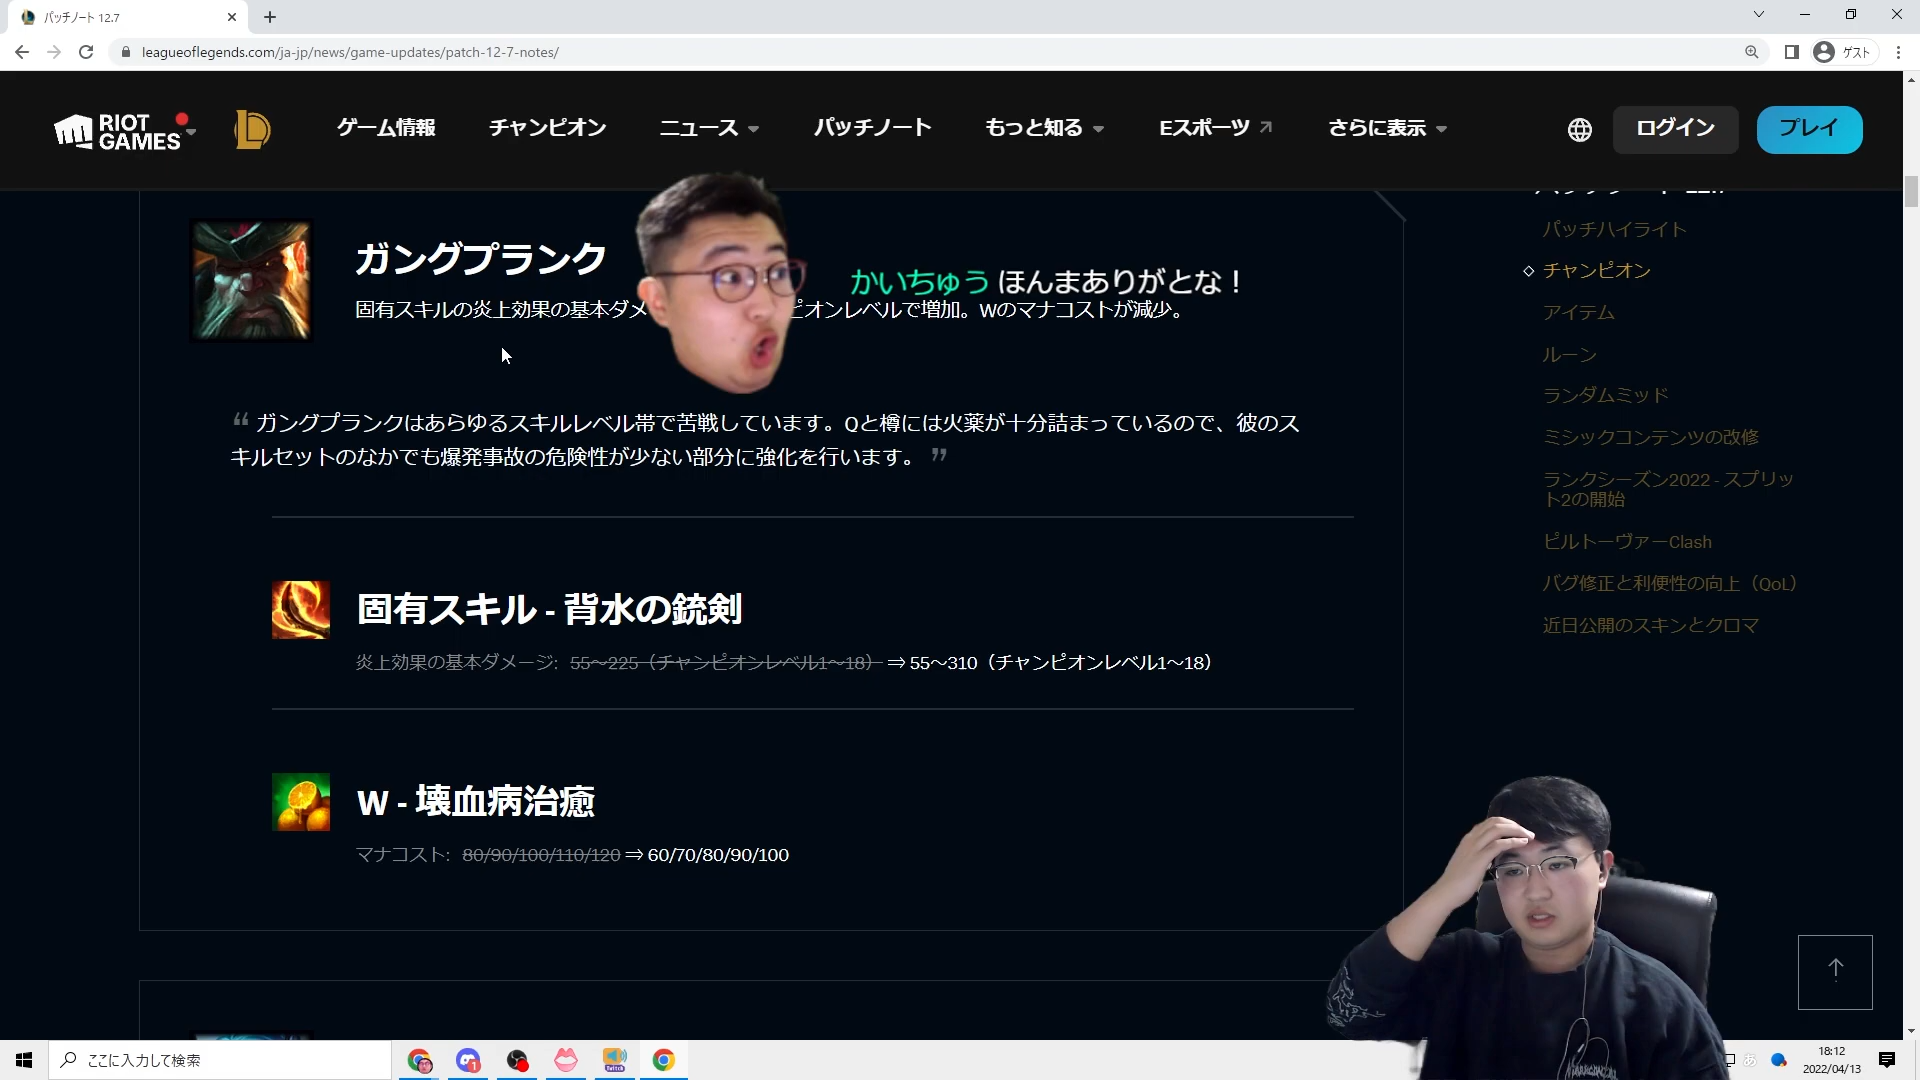 パッチノート 12.7
leagueoflegends.com/ja-jp/news/game-updates/patch-12-7-notes/
ゲスト
RIOT
GAMES
ゲーム情報
チャンピオン
ニュース
パッチノート
もっと知る
Eスポーツ
さらに表示
ログイン
プレイ
ガングプランク
かいちゅう ほんまありがとな！
固有スキルの炎上効果の基本ダメ
ピオンレベルで増加。Wのマナコストが減少。
“ ガングプランクはあらゆるスキルレベル帯で苦戦しています。Qと樽には火薬が十分詰まっているので、彼のス
キルセットのなかでも爆発事故の危険性が少ない部分に強化を行います。 ”
固有スキル - 背水の銃剣
炎上効果の基本ダメージ: 55～225（チャンピオンレベル1～18） ⇒ 55～310（チャンピオンレベル1～18）
W - 壊血病治癒
マナコスト: 80/90/100/110/120 ⇒ 60/70/80/90/100
パッチハイライト
チャンピオン
アイテム
ルーン
ランダムミッド
ミシックコンテンツの改修
ランクシーズン2022 - スプリッ
ト2の開始
ピルトーヴァーClash
バグ修正と利便性の向上（QoL）
近日公開のスキンとクロマ
ここに入力して検索
1
Twitch
あ
18:12
2022/04/13